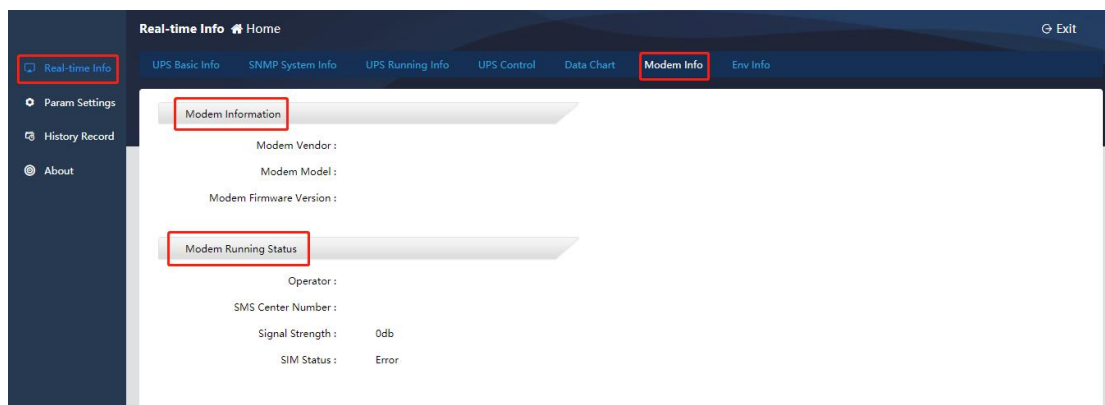 Real-time Info Home Exit
Real-time Info
Param Settings
History Record
About
UPS Basic Info SNMP System Info UPS Running Info UPS Control Data Chart Modem Info Env Info
Modem Information
Modem Vendor :
Modem Model :
Modem Firmware Version :
Modem Running Status
Operator :
SMS Center Number :
Signal Strength : 0db
SIM Status : Error